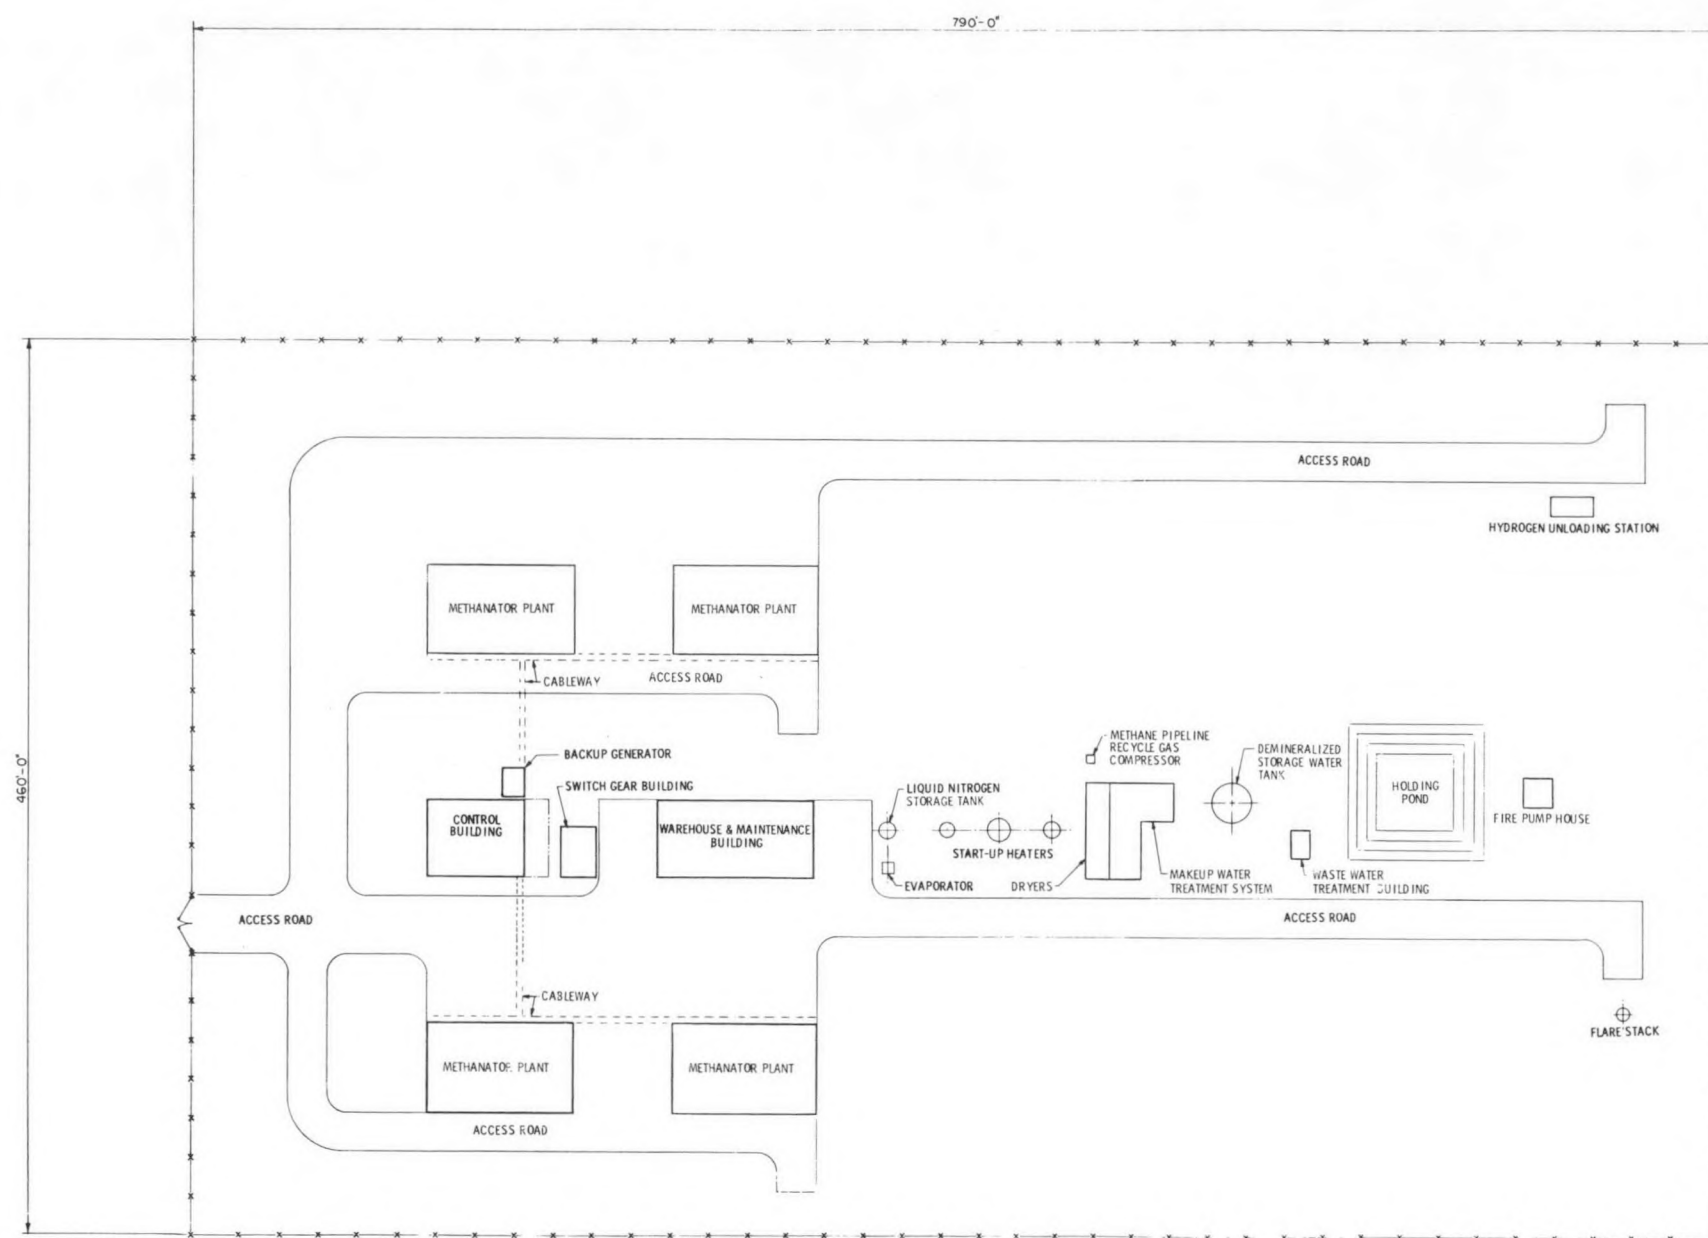 790'-0"
ACCESS ROAD
HYDROGEN UNLOADING STATION
METHANATOR PLANT
METHANATOR PLANT
CABLEWAY
ACCESS ROAD
460'-0"
BACKUP GENERATOR
SWITCH GEAR BUILDING
CONTROL
BUILDING
WAREHOUSE & MAINTENANCE
BUILDING
LIQUID NITROGEN
STORAGE TANK
EVAPORATOR
START-UP HEATERS
METHANE PIPELINE
RECYCLE GAS
COMPRESSOR
DRYERS
MAKEUP WATER
TREATMENT SYSTEM
DEMINERALIZED
STORAGE WATER
TANK
WASTE WATER
TREATMENT BUILDING
HOLDING
POND
FIRE PUMP HOUSE
ACCESS ROAD
ACCESS ROAD
CABLEWAY
FLARE STACK
METHANATOR PLANT
METHANATOR PLANT
ACCESS ROAD